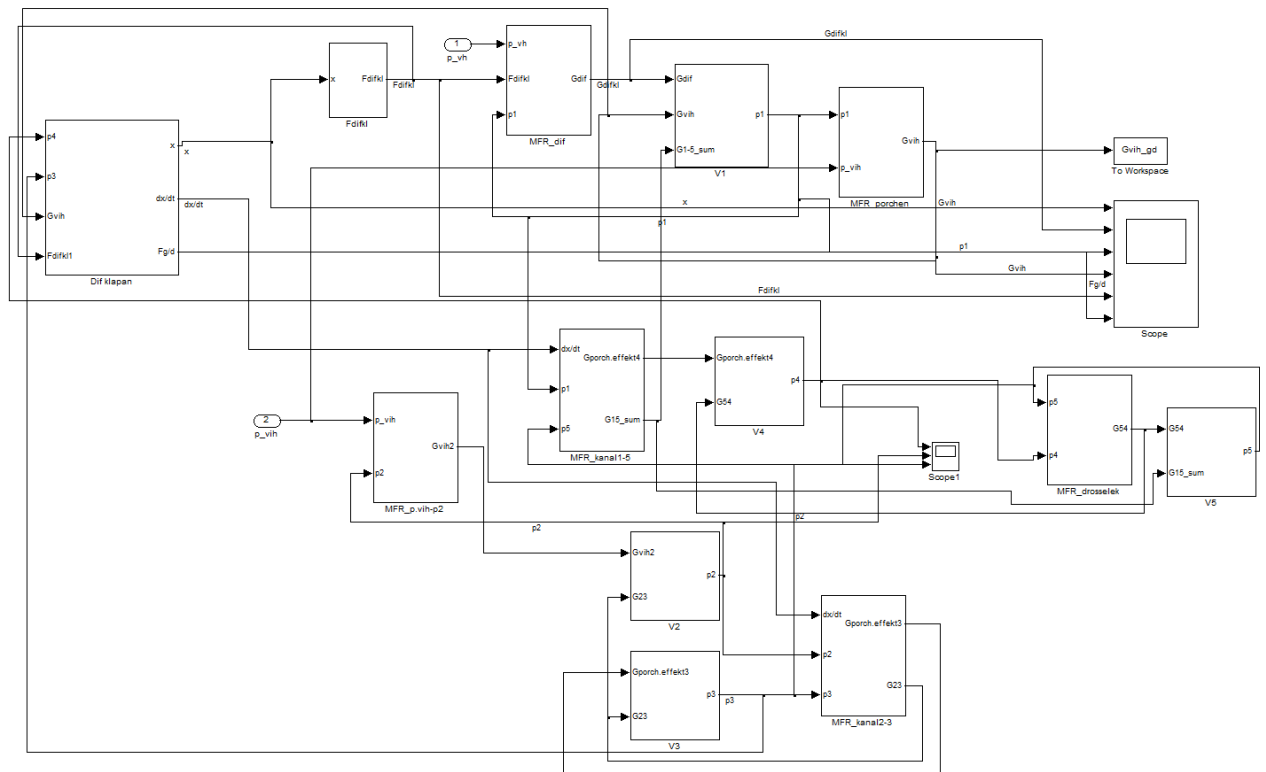 Gdifkl
1
p_vh
p_vh
Fdifkl
p1
Gdif
Gdifkl
MFR_dif
x
Fdifkl
Fdifkl
Fdifkl
Gdif
Gvih
G1-5_sum
p1
V1
p1
p_vih
Gvih
MFR_porchen
Gvih_gd
To Workspace
p4
p3
Gvih
Fdifkl1
x
dx/dt
Fg/d
x
dx/dt
Dif klapan
x
Gvih
p1
p1
Gvih
Fg/d
Fdifkl
Scope
dx/dt
p1
p5
Gporch.effekt4
G15_sum
MFR_kanal1-5
Gporch.effekt4
G54
p4
V4
p5
p4
G54
MFR_drosselek
G54
G15_sum
p5
V5
2
p_vih
p_vih
p2
Gvih2
MFR_p.vih-p2
Scope1
p2
p2
Gvih2
G23
p2
V2
dx/dt
p2
p3
Gporch.effekt3
G23
MFR_kanal2-3
Gporch.effekt3
G23
p3
p3
V3